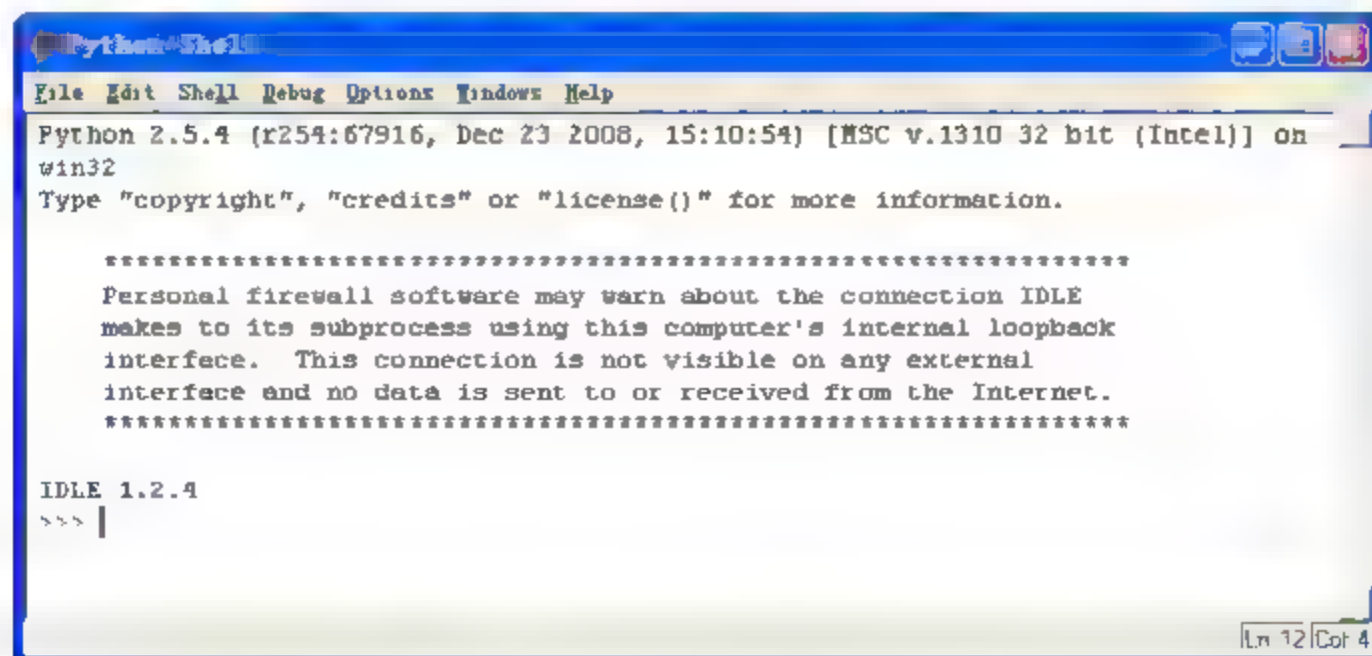 Python Shell
File Edit Shell Debug Options Windows Help
Python 2.5.4 (r254:67916, Dec 23 2008, 15:10:54) [MSC v.1310 32 bit (Intel)] on
win32
Type "copyright", "credits" or "license()" for more information.
****************************************************************
Personal firewall software may warn about the connection IDLE
makes to its subprocess using this computer's internal loopback
interface.  This connection is not visible on any external
interface and no data is sent to or received from the Internet.
****************************************************************
IDLE 1.2.4
>>>
Ln 12 Col 4